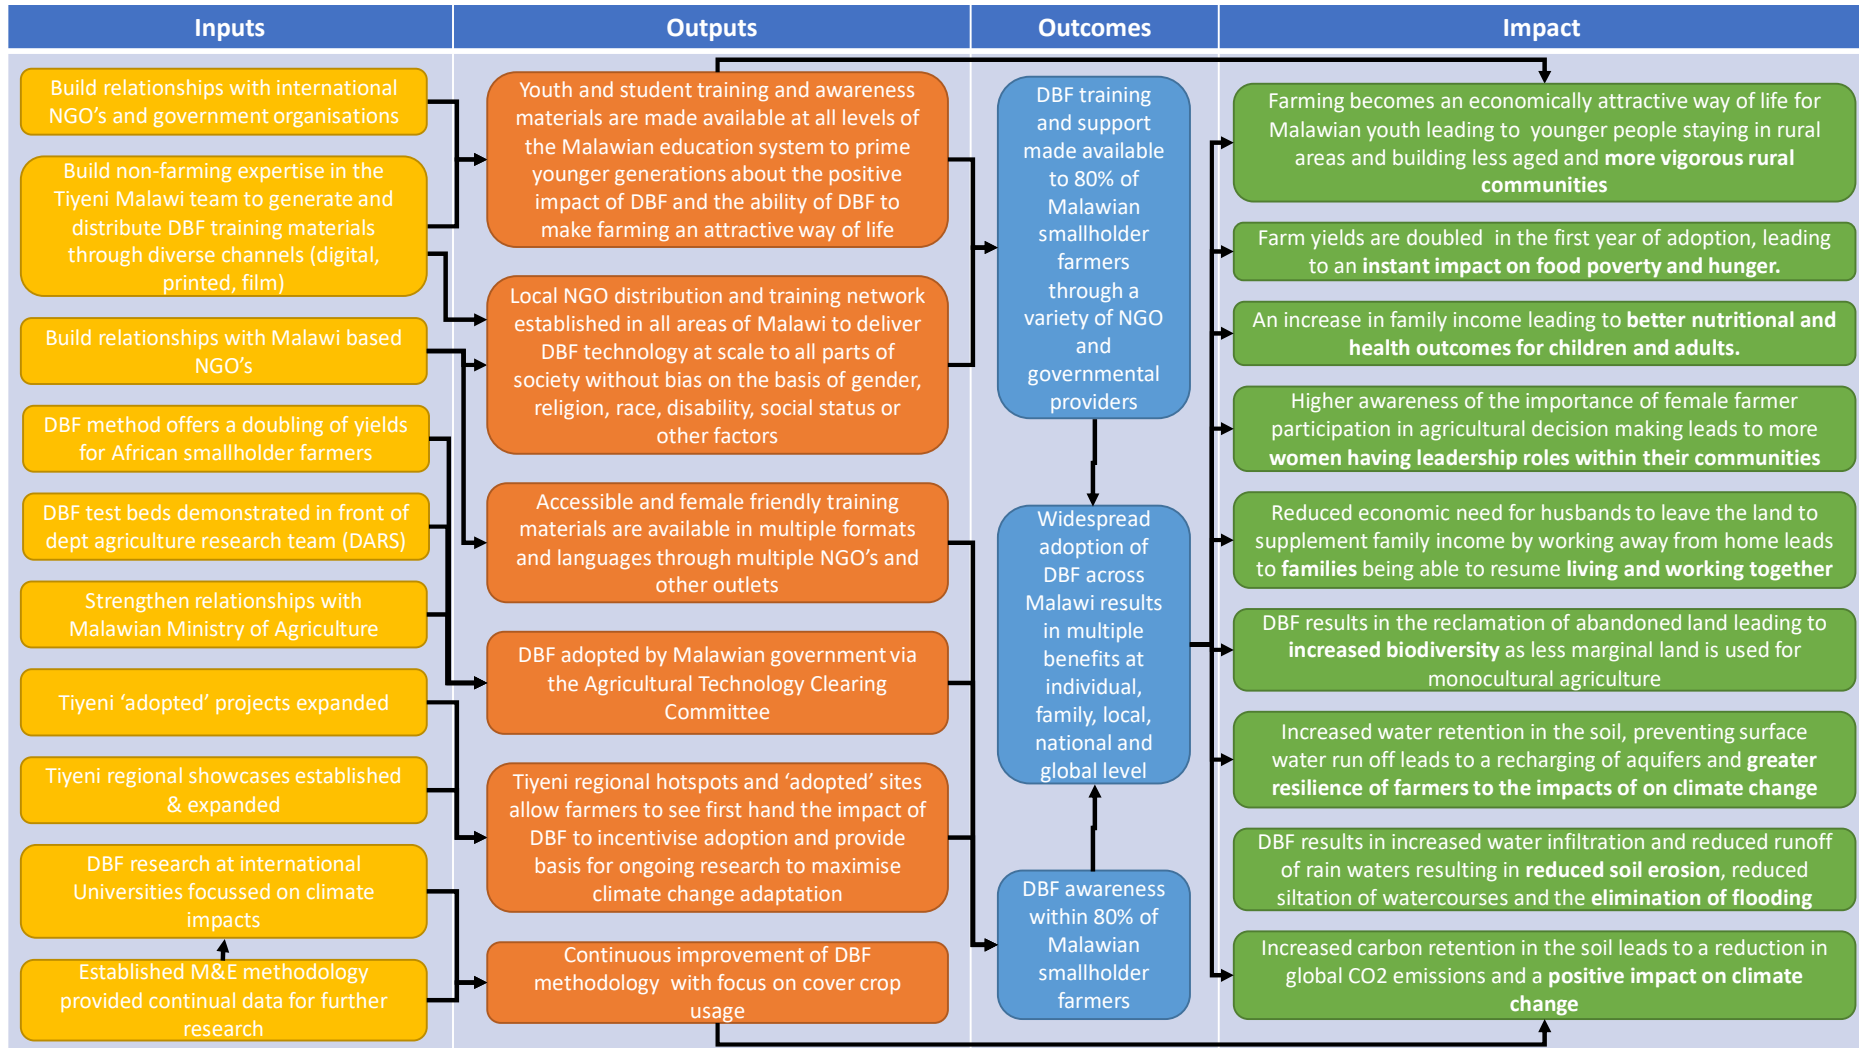 Inputs
Outputs
Outcomes
Impact
Build relationships with international
NGO's and government organisations
Build non-farming expertise in the
Tiyeni Malawi team to generate and
distribute DBF training materials
through diverse channels (digital,
printed, film)
Build relationships with Malawi based
NGO's
DBF method offers a doubling of yields
for African smallholder farmers
DBF test beds demonstrated in front of
dept agriculture research team (DARS)
Strengthen relationships with
Malawian Ministry of Agriculture
Tiyeni ‘adopted’ projects expanded
Tiyeni regional showcases established
& expanded
DBF research at international
Universities focussed on climate
impacts
Established M&E methodology
provided continual data for further
research
Youth and student training and awareness
materials are made available at all levels of
the Malawian education system to prime
younger generations about the positive
impact of DBF and the ability of DBF to
make farming an attractive way of life
Local NGO distribution and training network
established in all areas of Malawi to deliver
DBF technology at scale to all parts of
society without bias on the basis of gender,
religion, race, disability, social status or
other factors
Accessible and female friendly training
materials are available in multiple formats
and languages through multiple NGO's and
other outlets
DBF adopted by Malawian government via
the Agricultural Technology Clearing
Committee
Tiyeni regional hotspots and ‘adopted’ sites
allow farmers to see first hand the impact of
DBF to incentivise adoption and provide
basis for ongoing research to maximise
climate change adaptation
Continuous improvement of DBF
methodology with focus on cover crop
usage
DBF training
and support
made available
to 80% of
Malawian
smallholder
farmers
through a
variety of NGO
and
governmental
providers
Widespread
adoption of
DBF across
Malawi results
in multiple
benefits at
individual,
family, local,
national and
global level
DBF awareness
within 80% of
Malawian
smallholder
farmers
Farming becomes an economically attractive way of life for
Malawian youth leading to younger people staying in rural
areas and building less aged and more vigorous rural
communities
Farm yields are doubled in the first year of adoption, leading
to an instant impact on food poverty and hunger.
An increase in family income leading to better nutritional and
health outcomes for children and adults.
Higher awareness of the importance of female farmer
participation in agricultural decision making leads to more
women having leadership roles within their communities
Reduced economic need for husbands to leave the land to
supplement family income by working away from home leads
to families being able to resume living and working together
DBF results in the reclamation of abandoned land leading to
increased biodiversity as less marginal land is used for
monocultural agriculture
Increased water retention in the soil, preventing surface
water run off leads to a recharging of aquifers and greater
resilience of farmers to the impacts of on climate change
DBF results in increased water infiltration and reduced runoff
of rain waters resulting in reduced soil erosion, reduced
siltation of watercourses and the elimination of flooding
Increased carbon retention in the soil leads to a reduction in
global CO2 emissions and a positive impact on climate
change